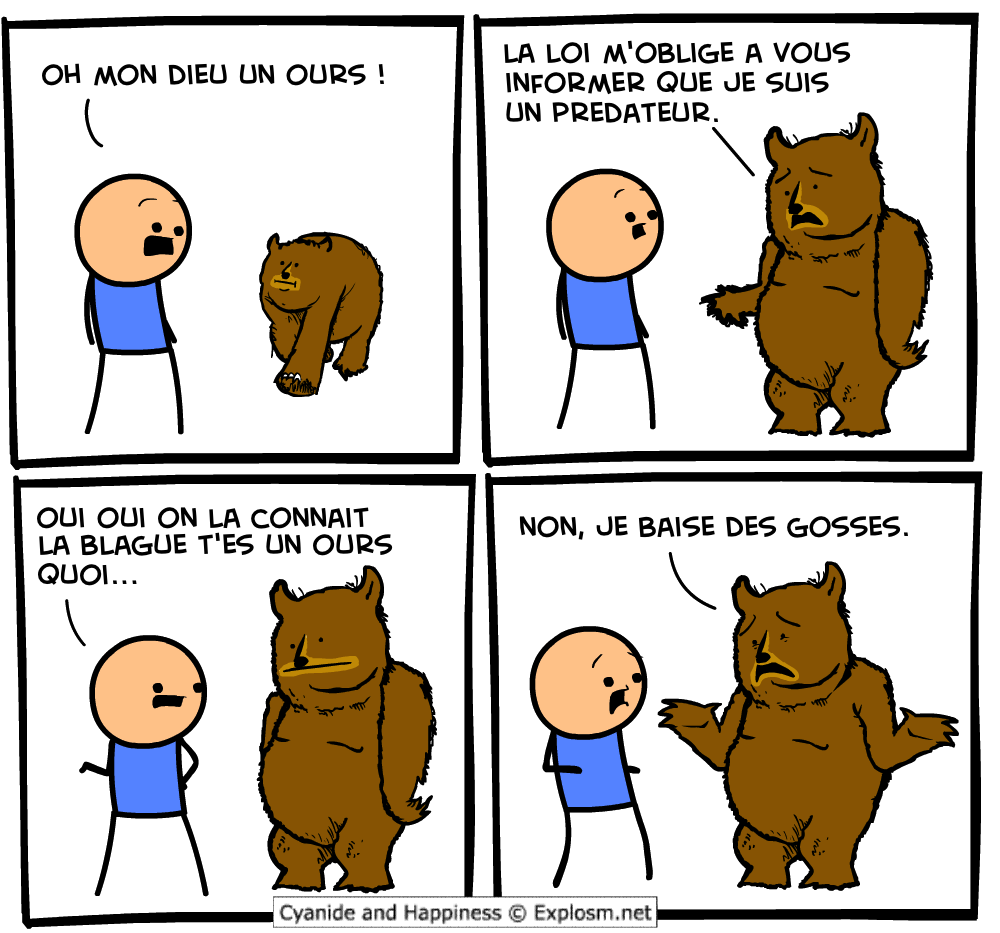 OH MON DIEU UN OURS !
LA LOI M'OBLIGE A VOUS
INFORMER QUE JE SUIS
UN PREDATEUR.
OUI OUI ON LA CONNAIT
LA BLAGUE T'ES UN OURS
QUOI...
NON, JE BAISE DES GOSSES.
Cyanide and Happiness © Explosm.net